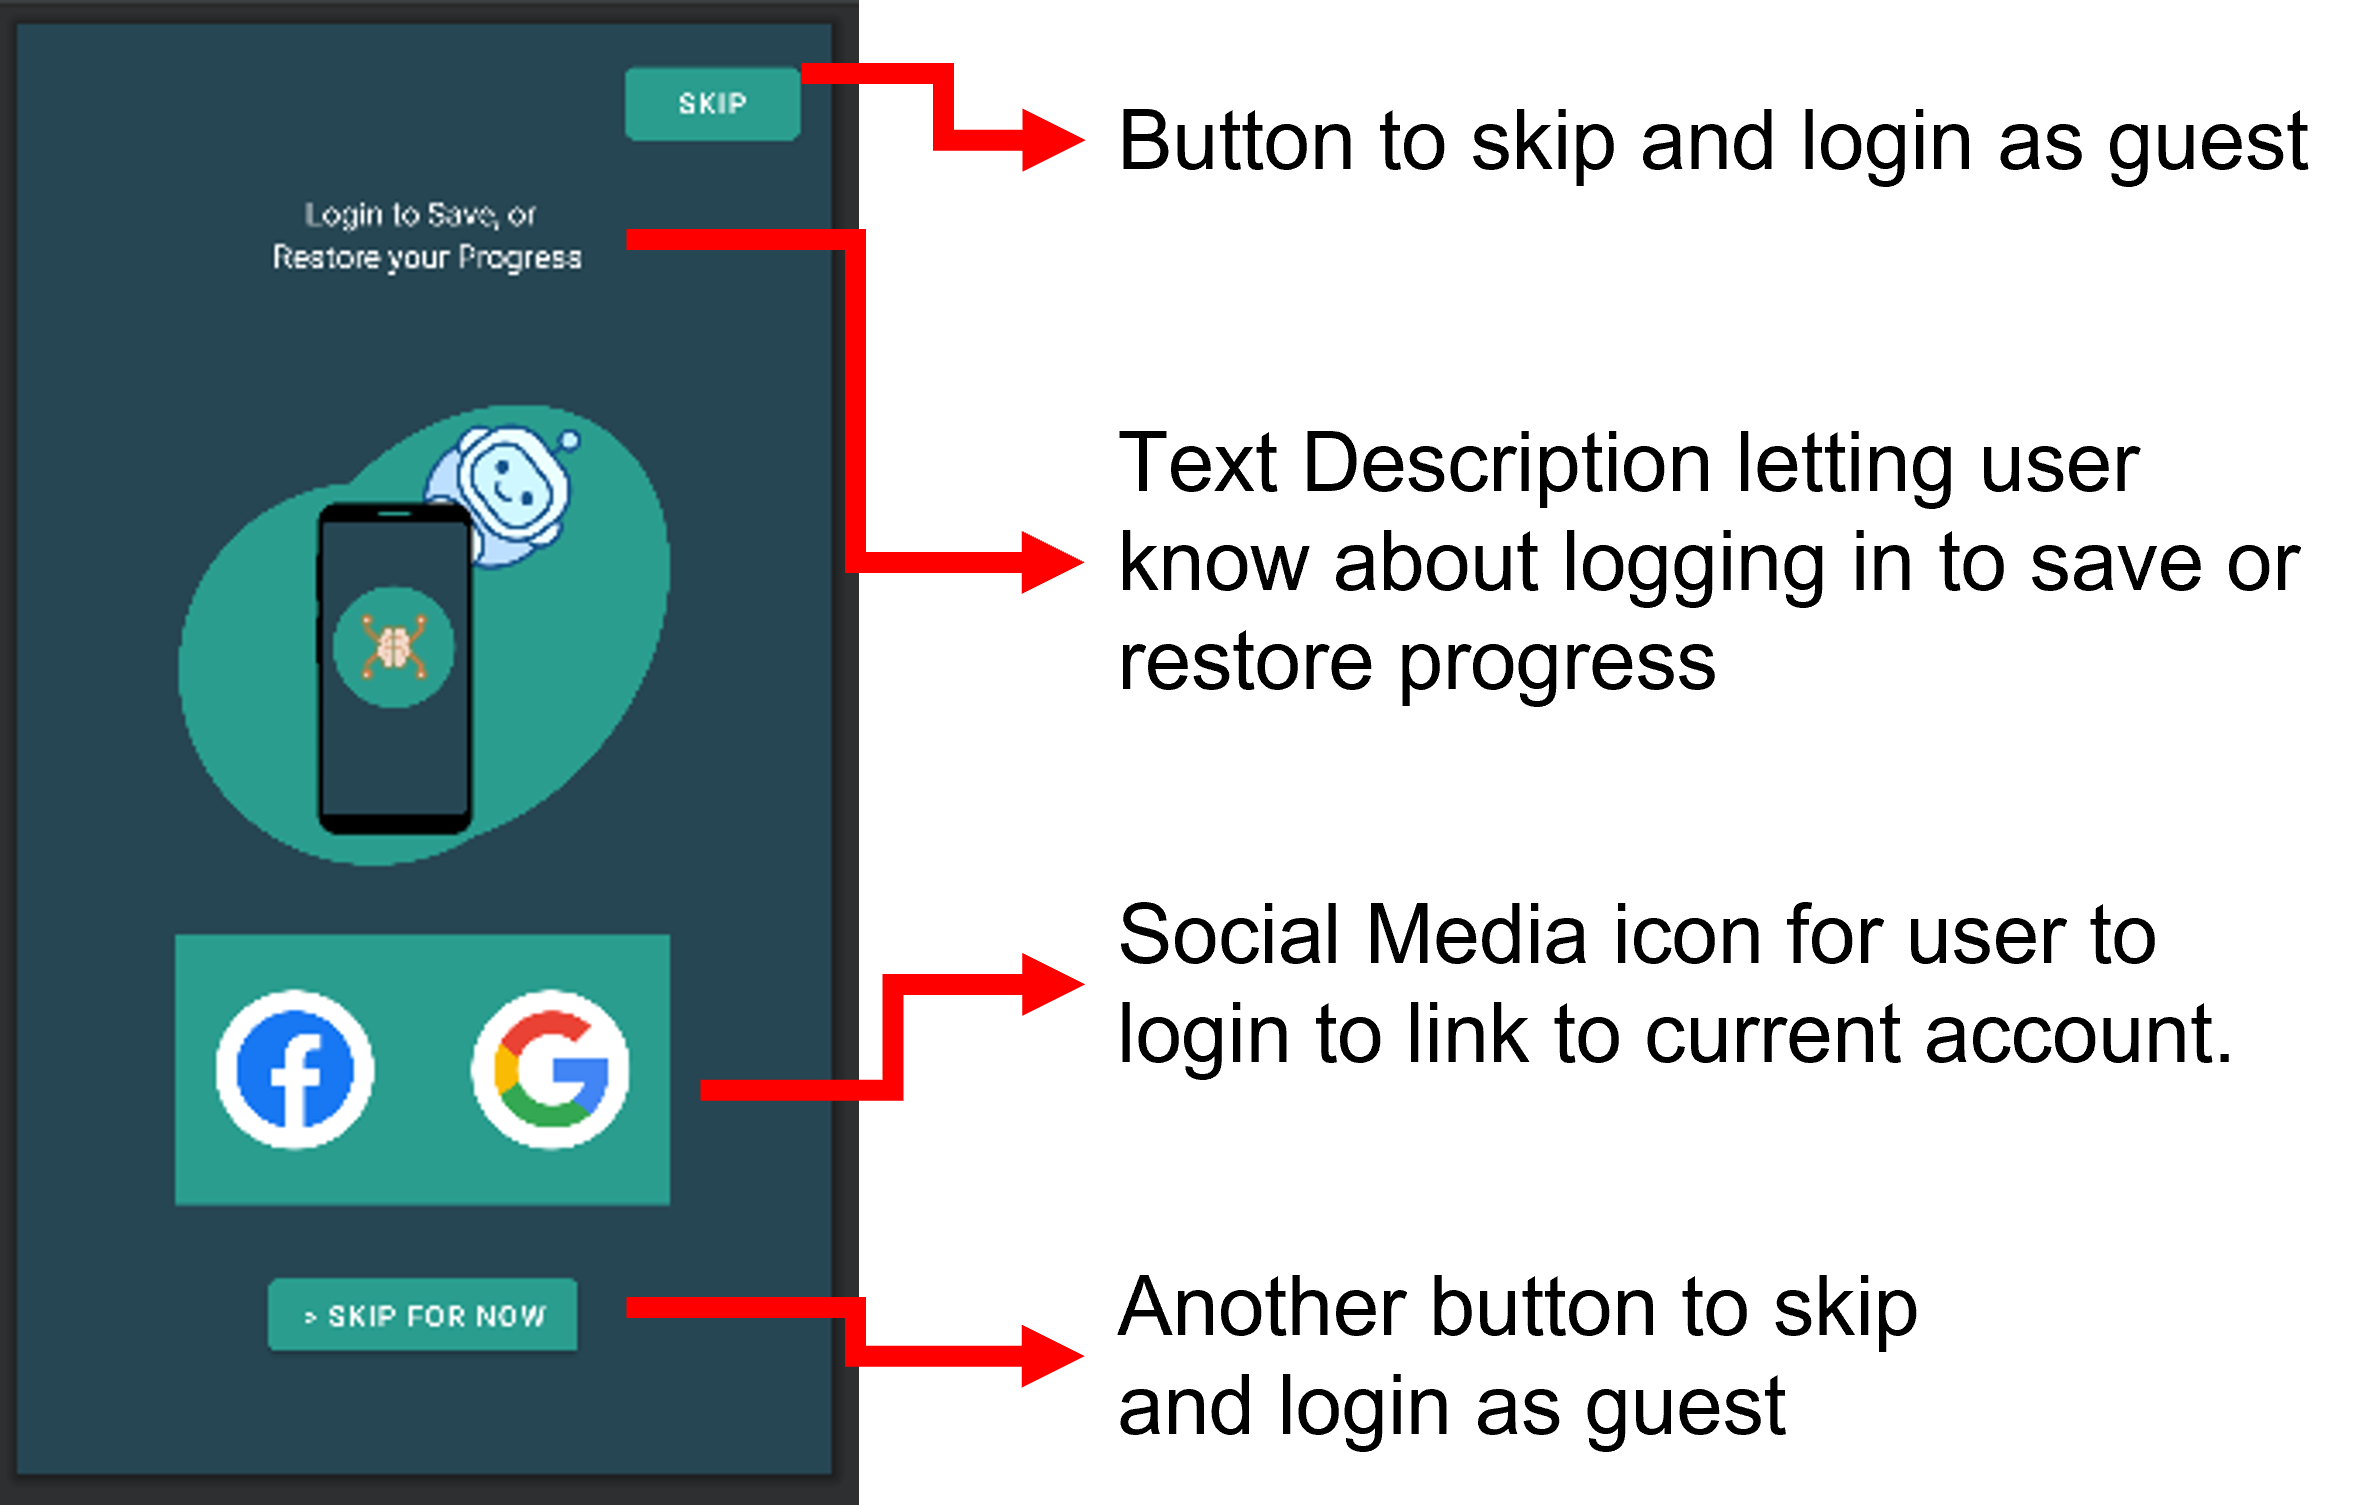 SKIP
Button to skip and login as guest
Login to Save, or
Restore your Progress
Text Description letting user
know about logging in to save or
restore progress
Social Media icon for user to
login to link to current account.
> SKIP FOR NOW
Another button to skip
and login as guest